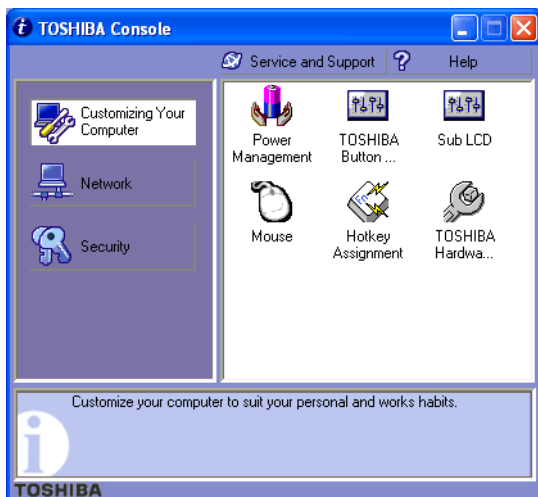 TOSHIBA Console
Service and Support
?
Help
Customizing Your
Computer
Network
Security
Power
Management
TOSHIBA
Button ...
Sub LCD
Mouse
Fn
Hotkey
Assignment
TOSHIBA
Hardwa...
Customize your computer to suit your personal and works habits.
TOSHIBA